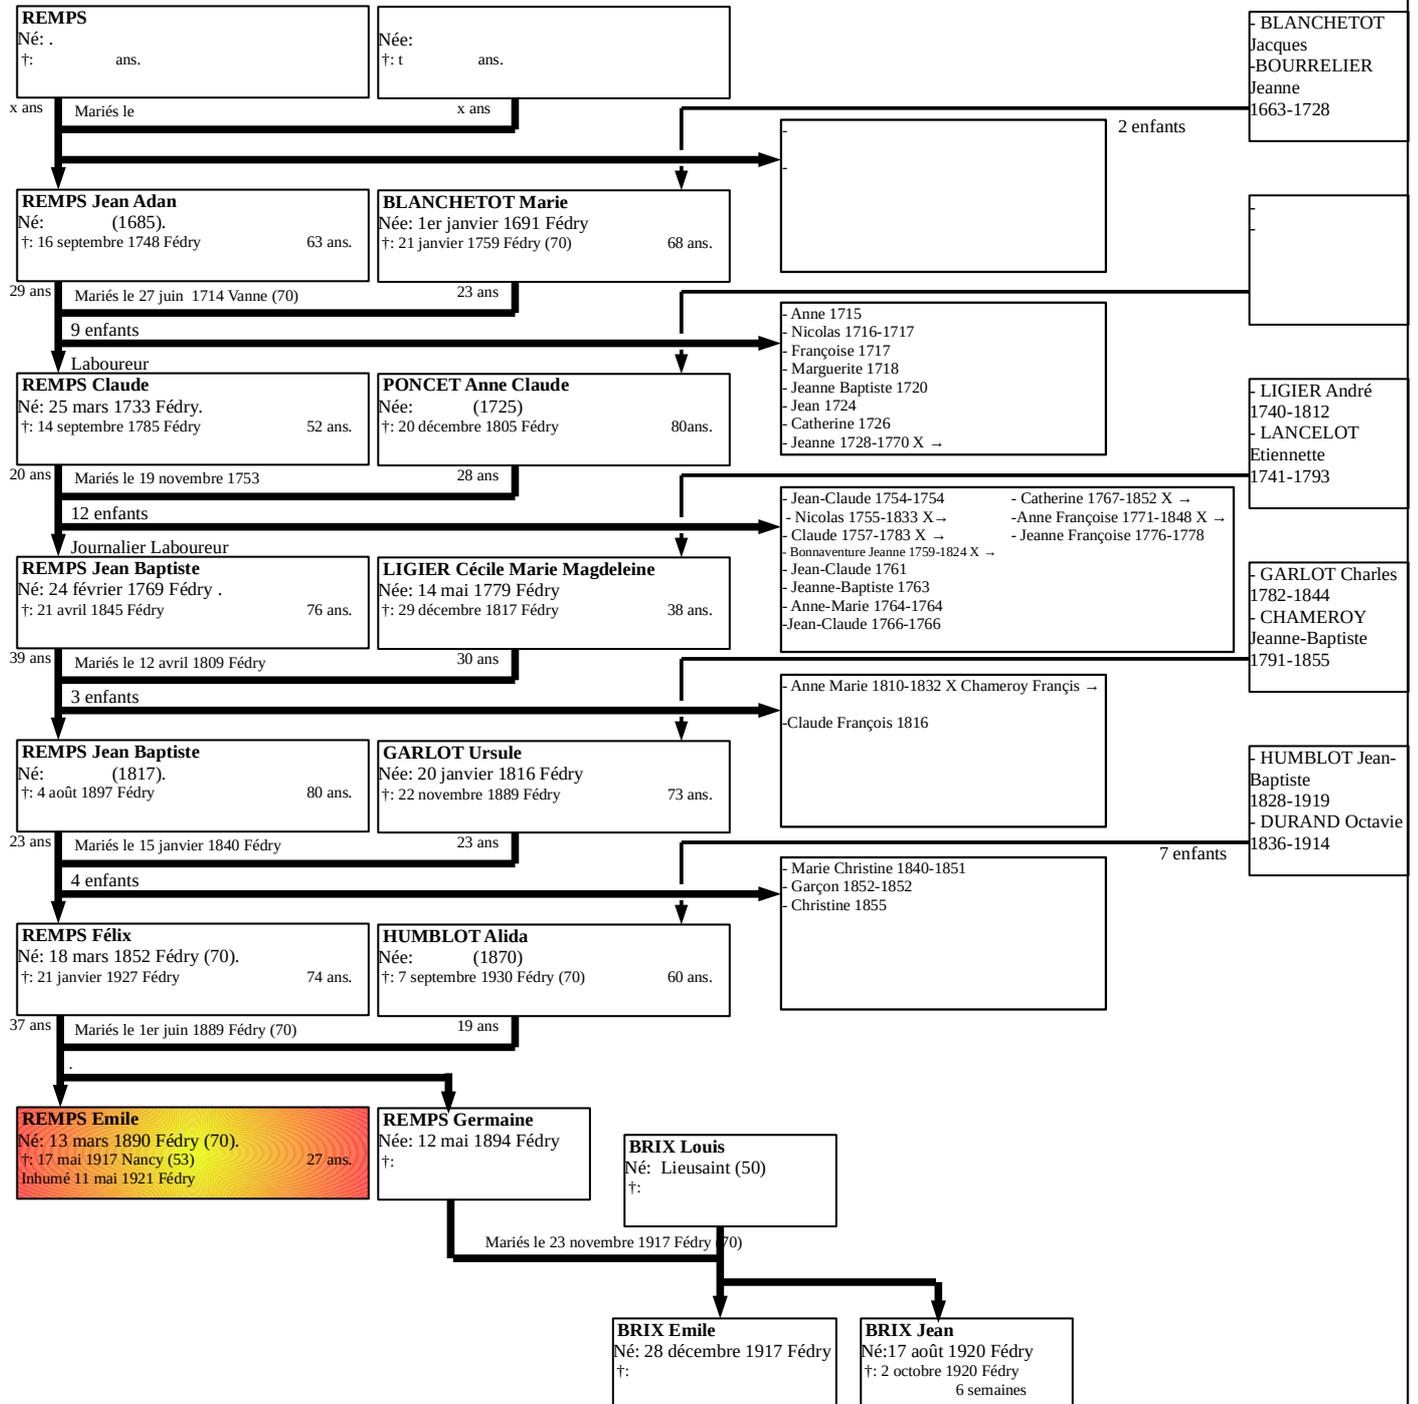 REMPS
Né: .
†: ans.
Née:
†: t ans.
- BLANCHETOT
Jacques
-BOURRELIER
Jeanne
1663-1728
x ans
Mariés le
x ans
2 enfants
-
-
REMPS Jean Adan
Né: (1685).
†: 16 septembre 1748 Fédry 63 ans.
BLANCHETOT Marie
Née: 1er janvier 1691 Fédry
†: 21 janvier 1759 Fédry (70) 68 ans.
-
-
29 ans
Mariés le 27 juin 1714 Vanne (70)
23 ans
9 enfants
Laboureur
- Anne 1715
- Nicolas 1716-1717
- Françoise 1717
- Marguerite 1718
- Jeanne Baptiste 1720
- Jean 1724
- Catherine 1726
- Jeanne 1728-1770 X →
REMPS Claude
Né: 25 mars 1733 Fédry.
†: 14 septembre 1785 Fédry 52 ans.
PONCET Anne Claude
Née: (1725)
†: 20 décembre 1805 Fédry 80ans.
- LIGIER André
1740-1812
- LANCELOT
Etiennette
1741-1793
20 ans
Mariés le 19 novembre 1753
28 ans
12 enfants
Journalier Laboureur
- Jean-Claude 1754-1754
- Nicolas 1755-1833 X→
- Claude 1757-1783 X →
- Bonnaventure Jeanne 1759-1824 X →
- Jean-Claude 1761
- Jeanne-Baptiste 1763
- Anne-Marie 1764-1764
-Jean-Claude 1766-1766
- Catherine 1767-1852 X →
-Anne Françoise 1771-1848 X →
- Jeanne Françoise 1776-1778
REMPS Jean Baptiste
Né: 24 février 1769 Fédry .
†: 21 avril 1845 Fédry 76 ans.
LIGIER Cécile Marie Magdeleine
Née: 14 mai 1779 Fédry
†: 29 décembre 1817 Fédry 38 ans.
- GARLOT Charles
1782-1844
- CHAMEROY
Jeanne-Baptiste
1791-1855
39 ans
Mariés le 12 avril 1809 Fédry
30 ans
3 enfants
- Anne Marie 1810-1832 X Chameroy Françis →
-Claude François 1816
REMPS Jean Baptiste
Né: (1817).
†: 4 août 1897 Fédry 80 ans.
GARLOT Ursule
Née: 20 janvier 1816 Fédry
†: 22 novembre 1889 Fédry 73 ans.
- HUMBLOT Jean-
Baptiste
1828-1919
- DURAND Octavie
1836-1914
23 ans
Mariés le 15 janvier 1840 Fédry
23 ans
7 enfants
4 enfants
- Marie Christine 1840-1851
- Garçon 1852-1852
- Christine 1855
REMPS Félix
Né: 18 mars 1852 Fédry (70).
†: 21 janvier 1927 Fédry 74 ans.
HUMBLOT Alida
Née: (1870)
†: 7 septembre 1930 Fédry (70) 60 ans.
37 ans
Mariés le 1er juin 1889 Fédry (70)
19 ans
.
REMPS Emile
Né: 13 mars 1890 Fédry (70).
†: 17 mai 1917 Nancy (53) 27 ans.
Inhumé 11 mai 1921 Fédry
REMPS Germaine
Née: 12 mai 1894 Fédry
†:
BRIX Louis
Né: Lieusaint (50)
†:
Mariés le 23 novembre 1917 Fédry (70)
BRIX Emile
Né: 28 décembre 1917 Fédry
†:
BRIX Jean
Né:17 août 1920 Fédry
†: 2 octobre 1920 Fédry
6 semaines